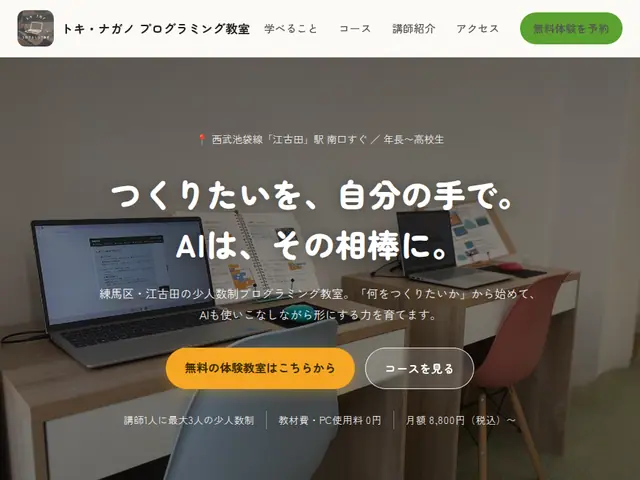 トキ・ナガノ プログラミング教室
学べること
コース
講師紹介
アクセス
無料体験を予約
📍 西武池袋線「江古田」駅 南口すぐ ／ 年長〜高校生
つくりたいを、自分の手で。
AIは、その相棒に。
練馬区・江古田の少人数制プログラミング教室。「何をつくりたいか」から始めて、
AIも使いこなしながら形にする力を育てます。
無料の体験教室はこちらから
コースを見る
講師1人に最大3人の少人数制
教材費・PC使用料 0円
月額 8,800円（税込）〜